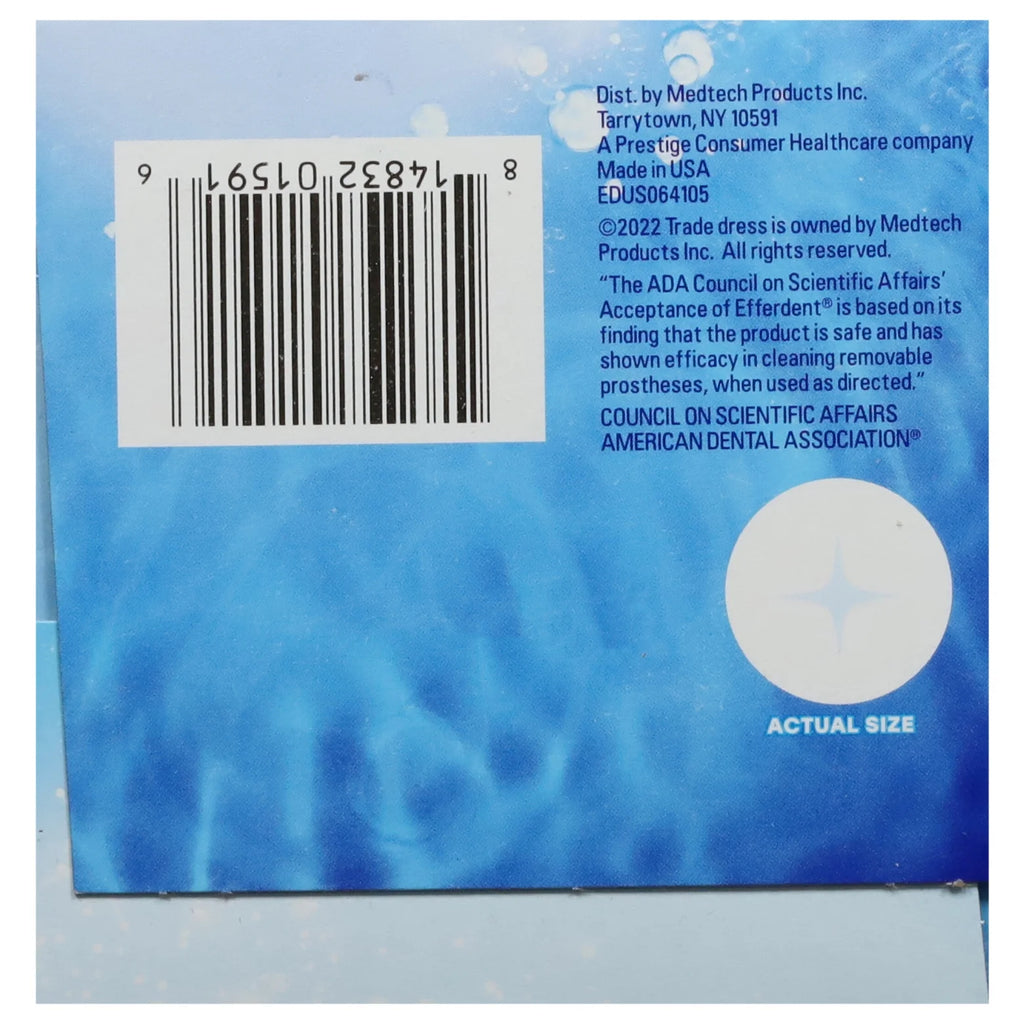 8 14832 01591 6
Dist. by Medtech Products Inc.
Tarrytown, NY 10591
A Prestige Consumer Healthcare company
Made in USA
EDUS064105
©2022 Trade dress is owned by Medtech
Products Inc. All rights reserved.
“The ADA Council on Scientific Affairs’
Acceptance of Efferdent® is based on its
finding that the product is safe and has
shown efficacy in cleaning removable
prostheses, when used as directed.”
COUNCIL ON SCIENTIFIC AFFAIRS
AMERICAN DENTAL ASSOCIATION®
ACTUAL SIZE